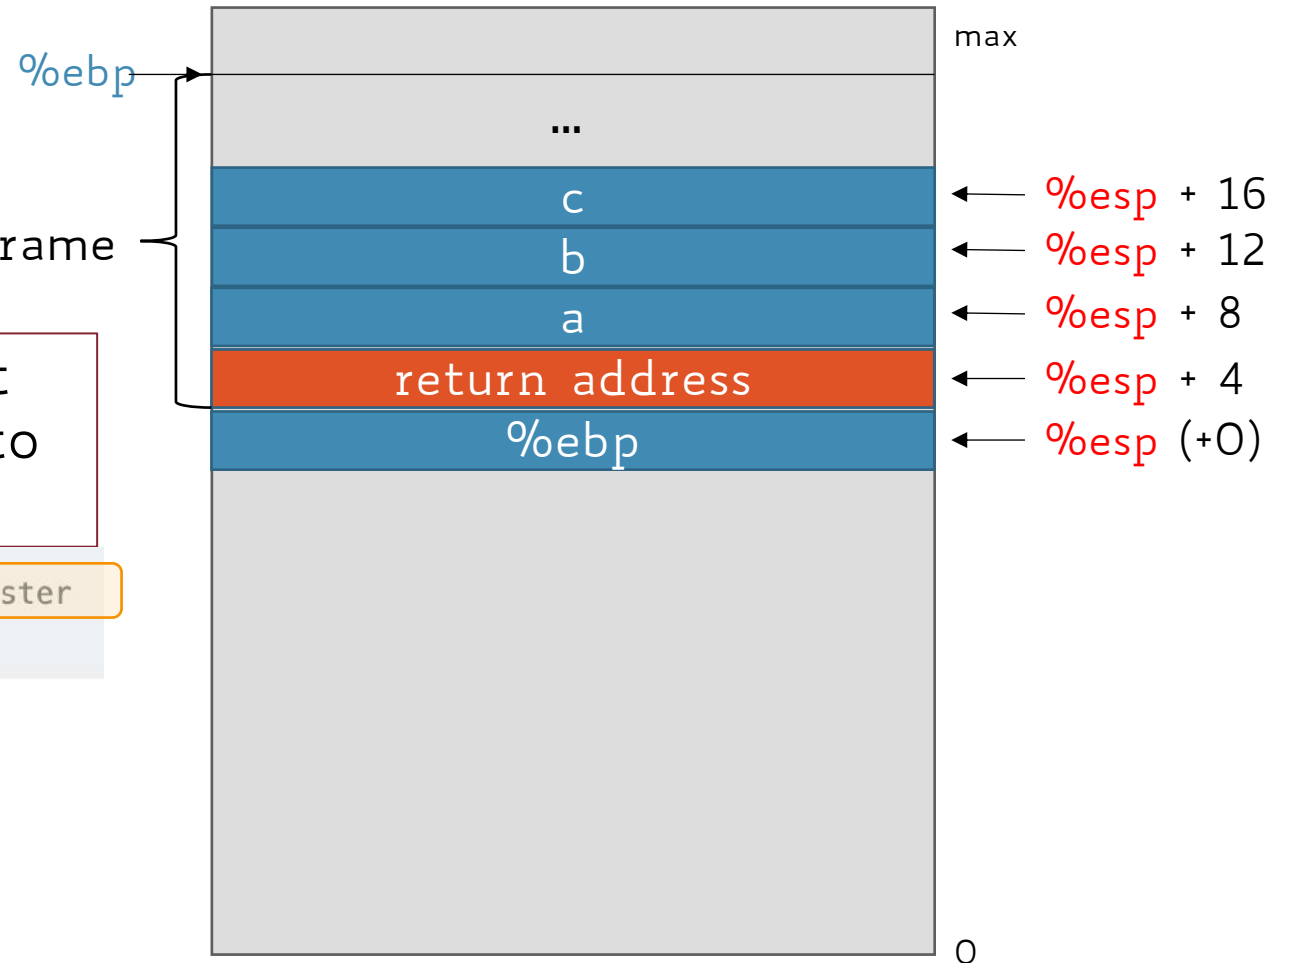 max
%ebp
...
c
%esp + 16
b
%esp + 12
rame
a
%esp + 8
return address
%esp + 4
t
to
%ebp
%esp (+0)
ster
0